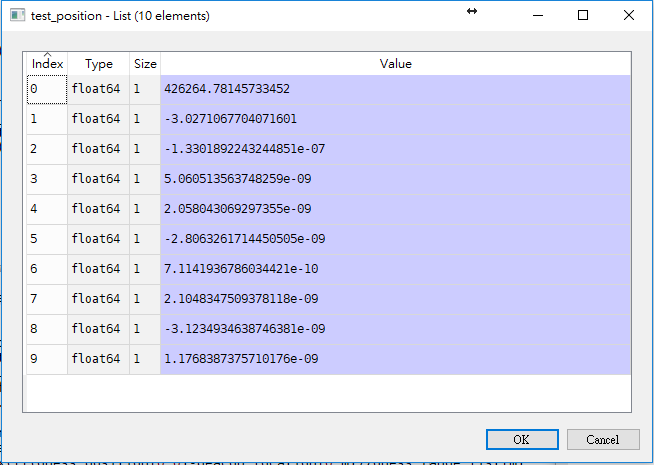 test_position - List (10 elements)
Index Type Size Value
0 float64 1 426264.78145733452
1 float64 1 -3.0271067704071601
2 float64 1 -1.3301892243244851e-07
3 float64 1 5.060513563748259e-09
4 float64 1 2.058043069297355e-09
5 float64 1 -2.8063261714450505e-09
6 float64 1 7.1141936786034421e-10
7 float64 1 2.1048347509378118e-09
8 float64 1 -3.1234934638746381e-09
9 float64 1 1.1768387375710176e-09
OK Cancel